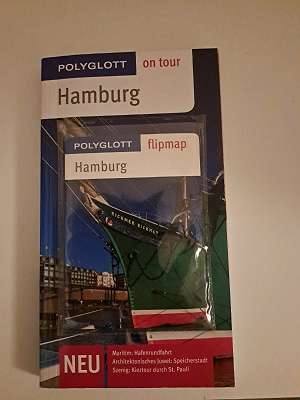 POLYGLOTT on tour
Hamburg
POLYGLOTT flipmap
Hamburg
RICKMER RICKMERS
NEU
Maritim: Hafenrundfahrt
Architektonisches Juwel: Speicherstadt
Szenig: Kieztour durch St. Pauli